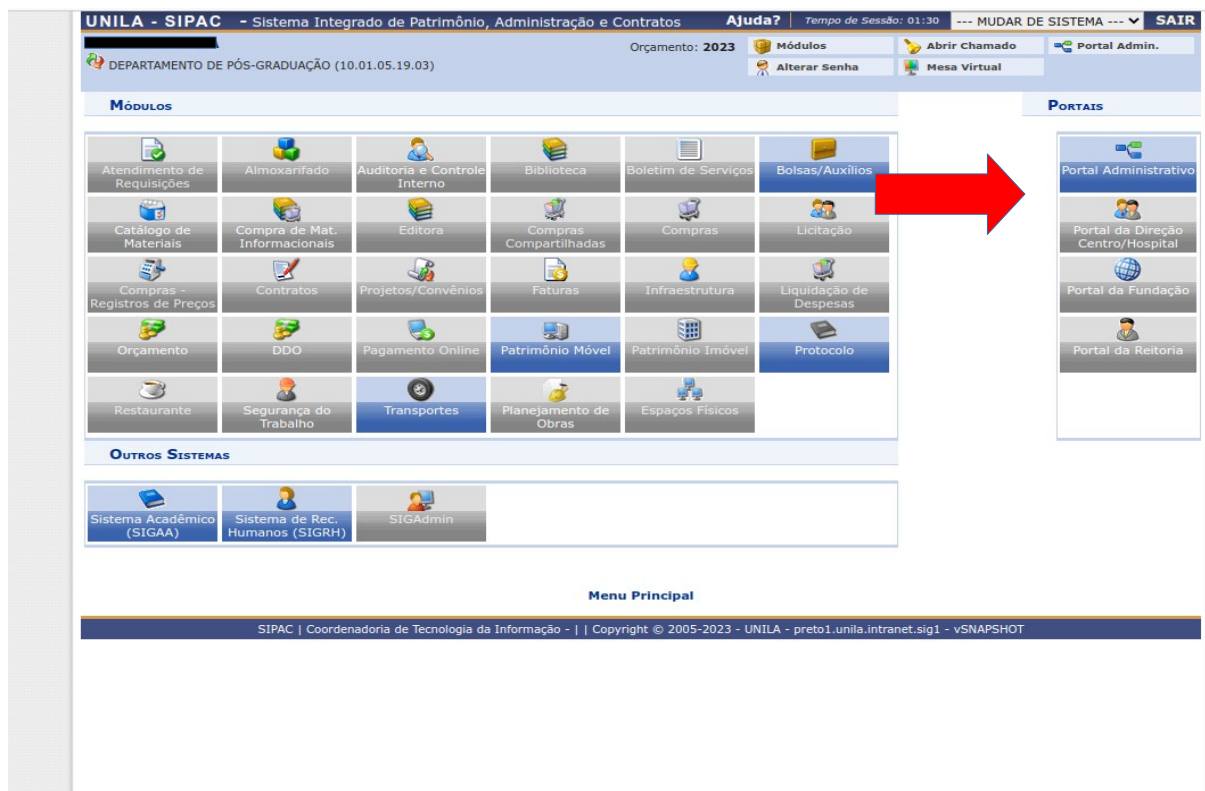 UNILA - SIPAC - Sistema Integrado de Patrimônio, Administração e Contratos Ajuda? Tempo de Sessão: 01:30 --- MUDAR DE SISTEMA --- SAIR
Orçamento: 2023 Módulos Abrir Chamado Portal Admin.
DEPARTAMENTO DE PÓS-GRADUAÇÃO (10.01.05.19.03) Alterar Senha Mesa Virtual
Módulos Portais
Atendimento de Requisições
Almoxarifado
Auditoria e Controle Interno
Biblioteca
Boletim de Serviços
Bolsas/Auxílios
Portal Administrativo
Catálogo de Materiais
Compra de Mat. Informacionais
Editora
Compras Compartilhadas
Compras
Licitação
Portal da Direção Centro/Hospital
Compras - Registros de Preços
Contratos
Projetos/Convênios
Faturas
Infraestrutura
Liquidação de Despesas
Portal da Fundação
Orçamento
DDO
Pagamento Online
Patrimônio Móvel
Patrimônio Imóvel
Protocolo
Portal da Reitoria
Restaurante
Segurança do Trabalho
Transportes
Planejamento de Obras
Espaços Físicos
Outros Sistemas
Sistema Acadêmico (SIGAA)
Sistema de Rec. Humanos (SIGRH)
SIGAdmin
Menu Principal
SIPAC | Coordenadoria de Tecnologia da Informação - | | Copyright © 2005-2023 - UNILA - preto1.unila.intranet.sig1 - vSNAPSHOT